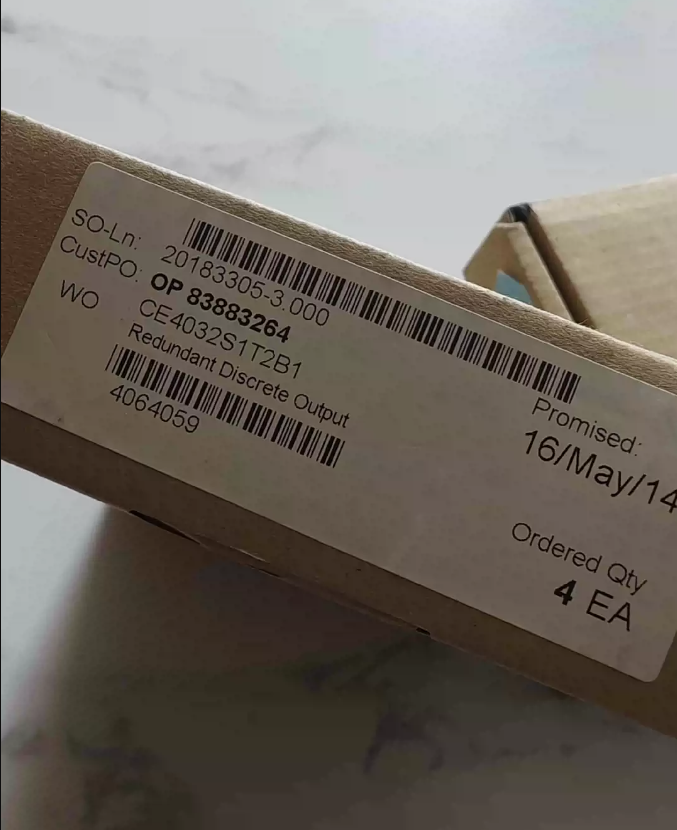 SO-Ln: 20183305-3.000
CustPO: OP 83883264
WO CE4032S1T2B1
Redundant Discrete Output
4064059
Promised:
16/May/14
Ordered Qty
4 EA